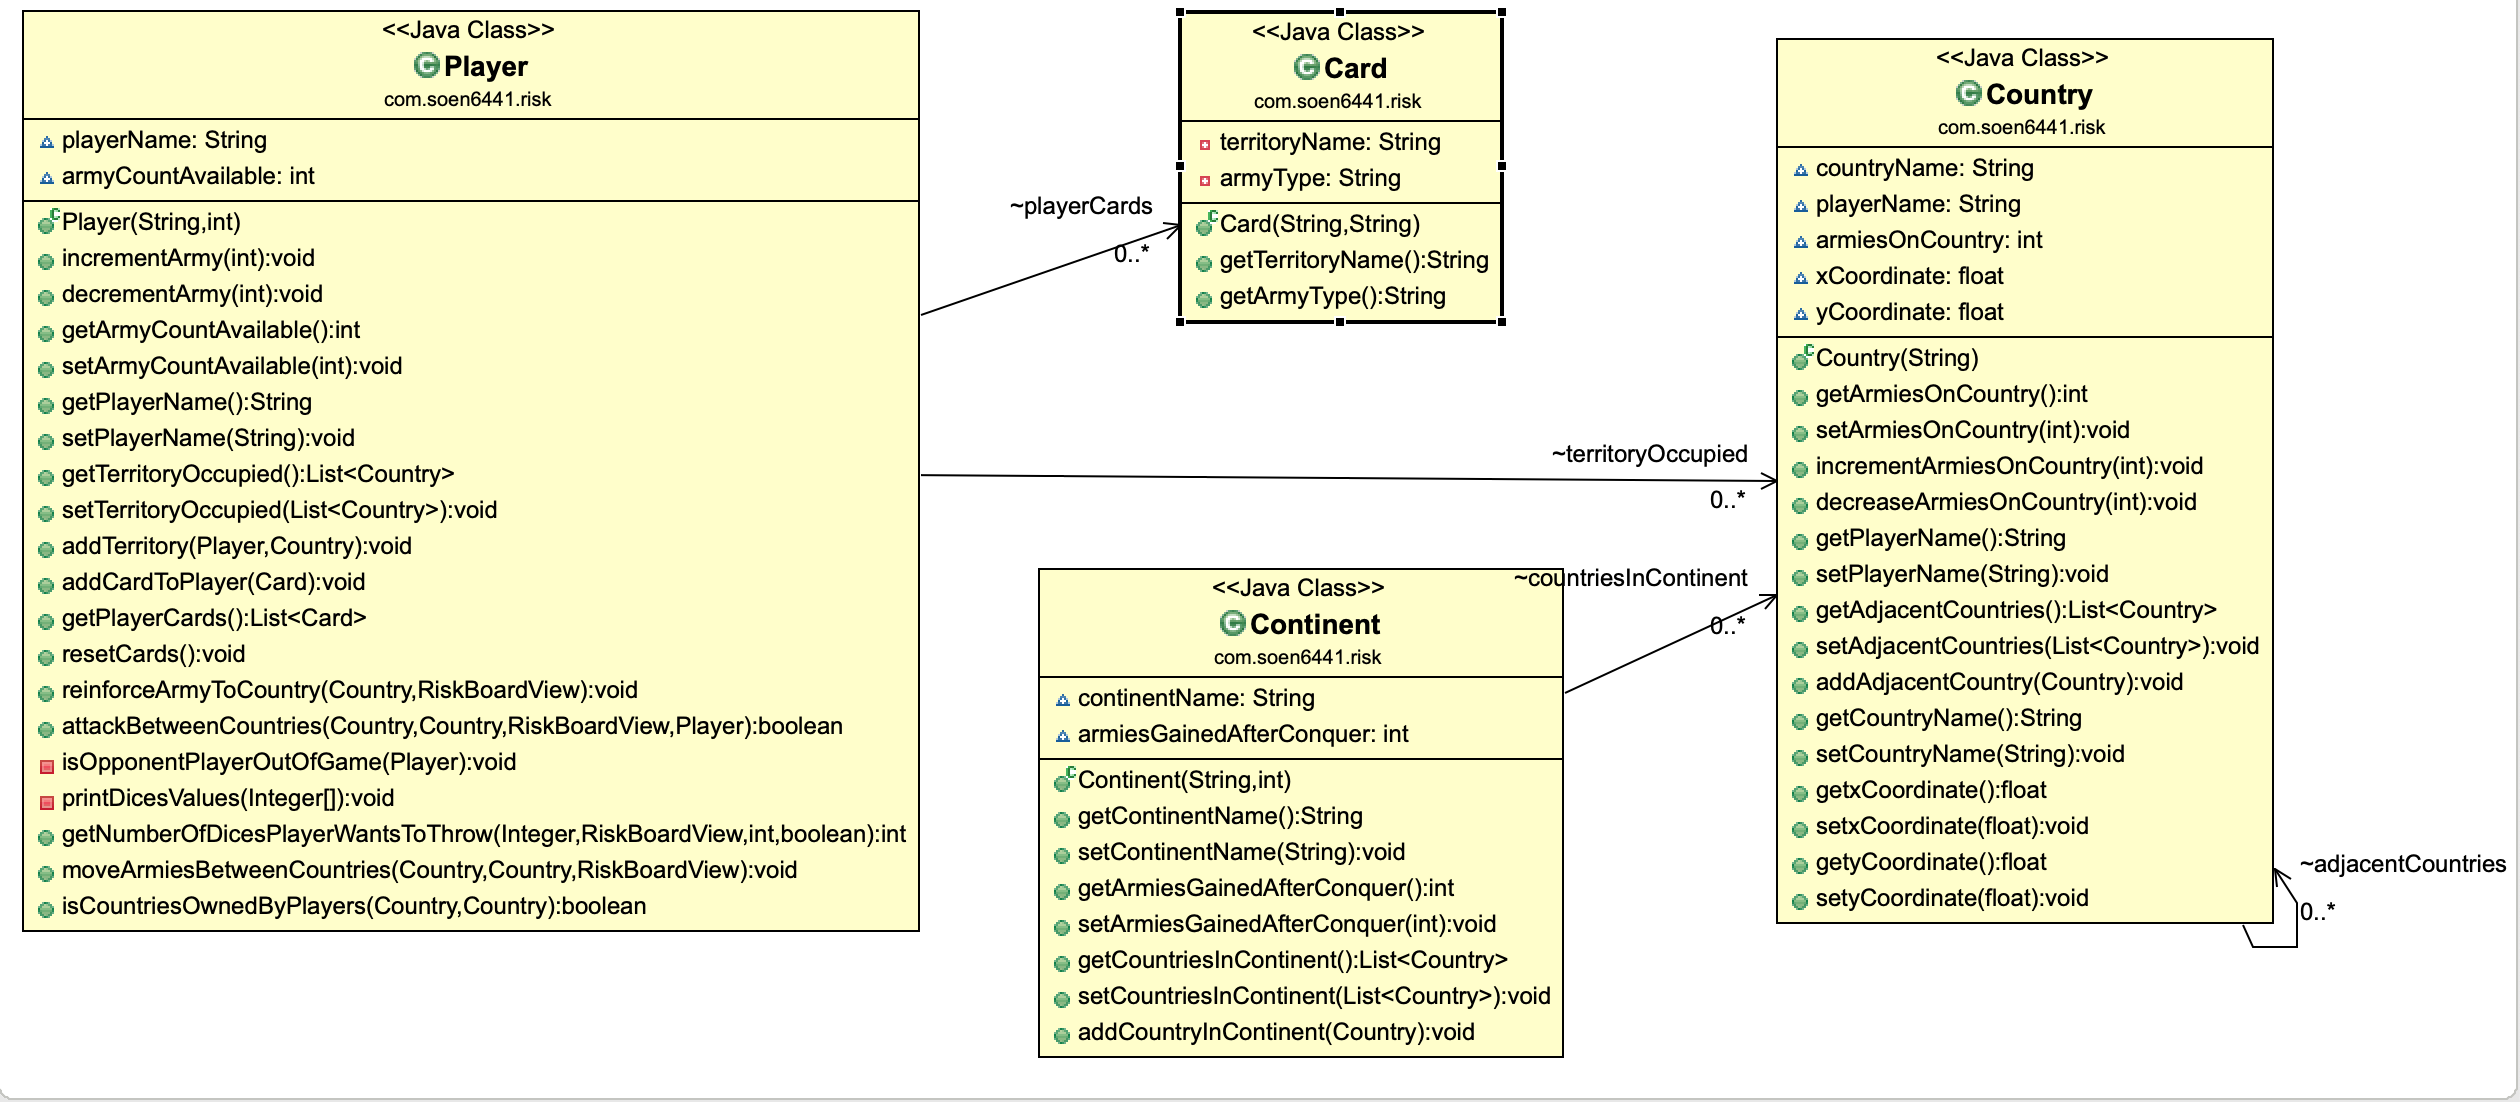 <<Java Class>>
Player
com.soen6441.risk
playerName: String
armyCountAvailable: int
Player(String,int)
incrementArmy(int):void
decrementArmy(int):void
getArmyCountAvailable():int
setArmyCountAvailable(int):void
getPlayerName():String
setPlayerName(String):void
getTerritoryOccupied():List<Country>
setTerritoryOccupied(List<Country>):void
addTerritory(Player,Country):void
addCardToPlayer(Card):void
getPlayerCards():List<Card>
resetCards():void
reinforceArmyToCountry(Country,RiskBoardView):void
attackBetweenCountries(Country,Country,RiskBoardView,Player):boolean
isOpponentPlayerOutOfGame(Player):void
printDicesValues(Integer[]):void
getNumberOfDicesPlayerWantsToThrow(Integer,RiskBoardView,int,boolean):int
moveArmiesBetweenCountries(Country,Country,RiskBoardView):void
isCountriesOwnedByPlayers(Country,Country):boolean
~playerCards
0..*
<<Java Class>>
Card
com.soen6441.risk
territoryName: String
armyType: String
Card(String,String)
getTerritoryName():String
getArmyType():String
~territoryOccupied
0..*
<<Java Class>>
Continent
com.soen6441.risk
continentName: String
armiesGainedAfterConquer: int
Continent(String,int)
getContinentName():String
setContinentName(String):void
getArmiesGainedAfterConquer():int
setArmiesGainedAfterConquer(int):void
getCountriesInContinent():List<Country>
setCountriesInContinent(List<Country>):void
addCountryInContinent(Country):void
~countriesInContinent
0..*
<<Java Class>>
Country
com.soen6441.risk
countryName: String
playerName: String
armiesOnCountry: int
xCoordinate: float
yCoordinate: float
Country(String)
getArmiesOnCountry():int
setArmiesOnCountry(int):void
incrementArmiesOnCountry(int):void
decreaseArmiesOnCountry(int):void
getPlayerName():String
setPlayerName(String):void
getAdjacentCountries():List<Country>
setAdjacentCountries(List<Country>):void
addAdjacentCountry(Country):void
getCountryName():String
setCountryName(String):void
getxCoordinate():float
setxCoordinate(float):void
getyCoordinate():float
setyCoordinate(float):void
~adjacentCountries
0..*